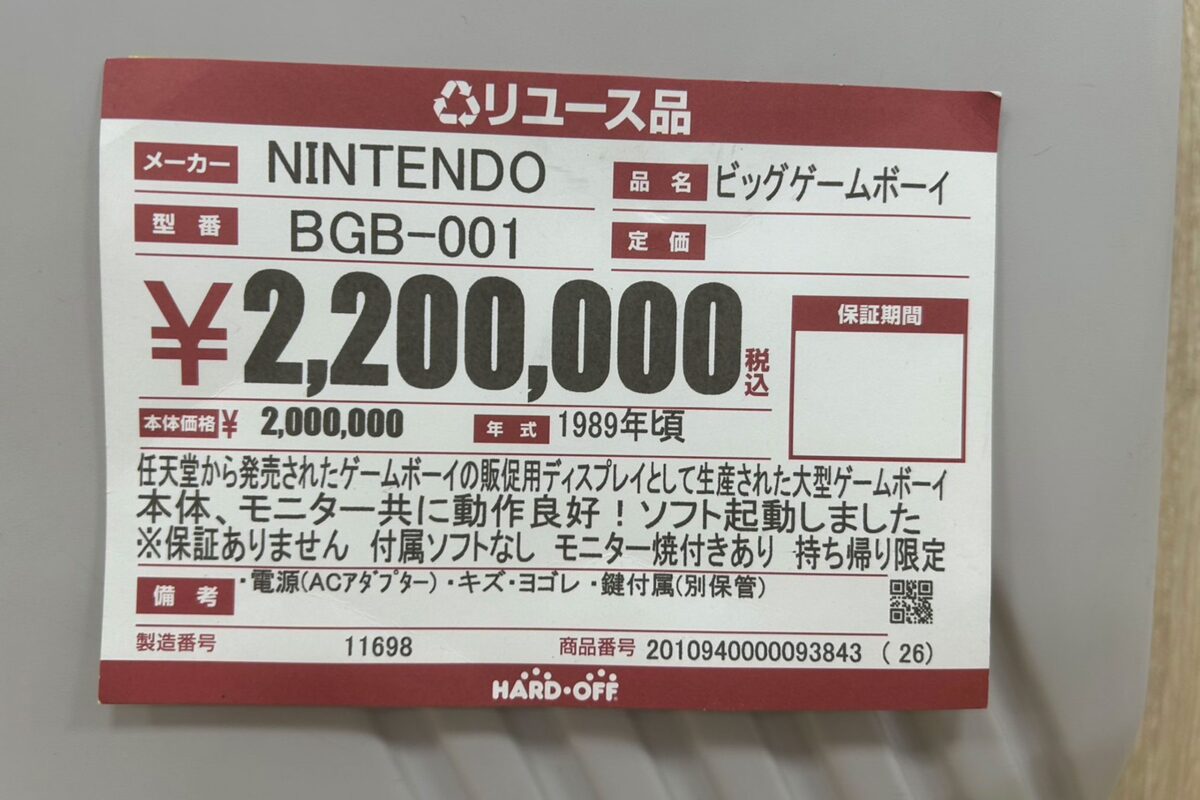 リユース品
メーカー NINTENDO
品名 ビッグゲームボーイ
型番 BGB-001
定価
¥2,200,000税込
保証期間
本体価格¥ 2,000,000
年式 1989年頃
任天堂から発売されたゲームボーイの販促用ディスプレイとして生産された大型ゲームボーイ
本体、モニター共に動作良好！ソフト起動しました
※保証ありません 付属ソフトなし モニター焼付きあり 持ち帰り限定
備考 ・電源(ACｱﾀﾞﾌﾟﾀｰ)・キズ・ヨゴレ・鍵付属(別保管)
製造番号 11698 商品番号 2010940000093843 (26)
HARD・OFF